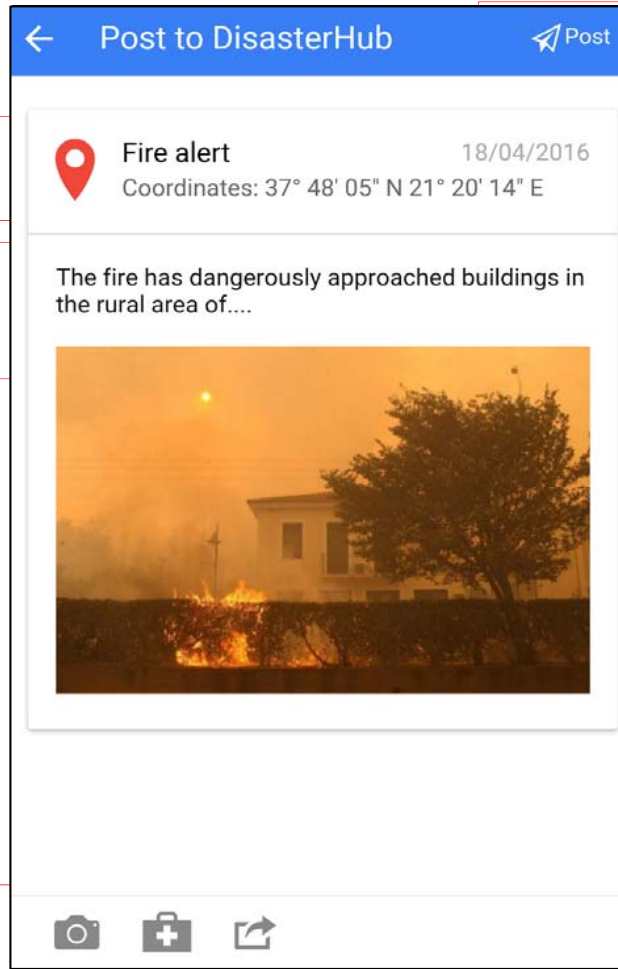 Post to DisasterHub
Post
Fire alert
18/04/2016
Coordinates: 37° 48' 05" N 21° 20' 14" E
The fire has dangerously approached buildings in
the rural area of....